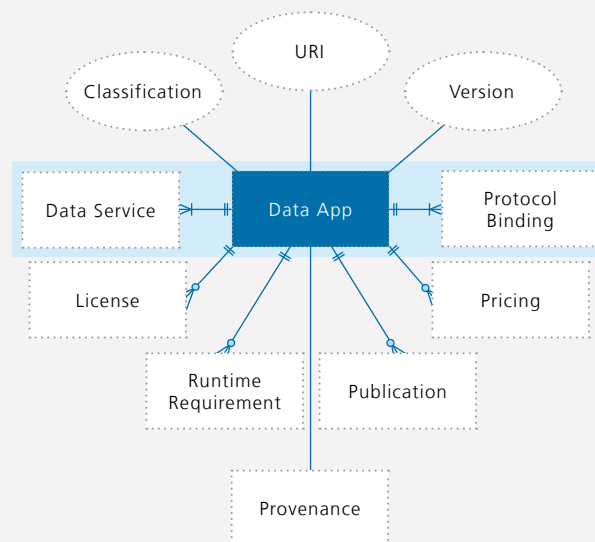 URI
Classification
Version
Data Service
Data App
Protocol
Binding
License
Pricing
Runtime
Requirement
Publication
Provenance